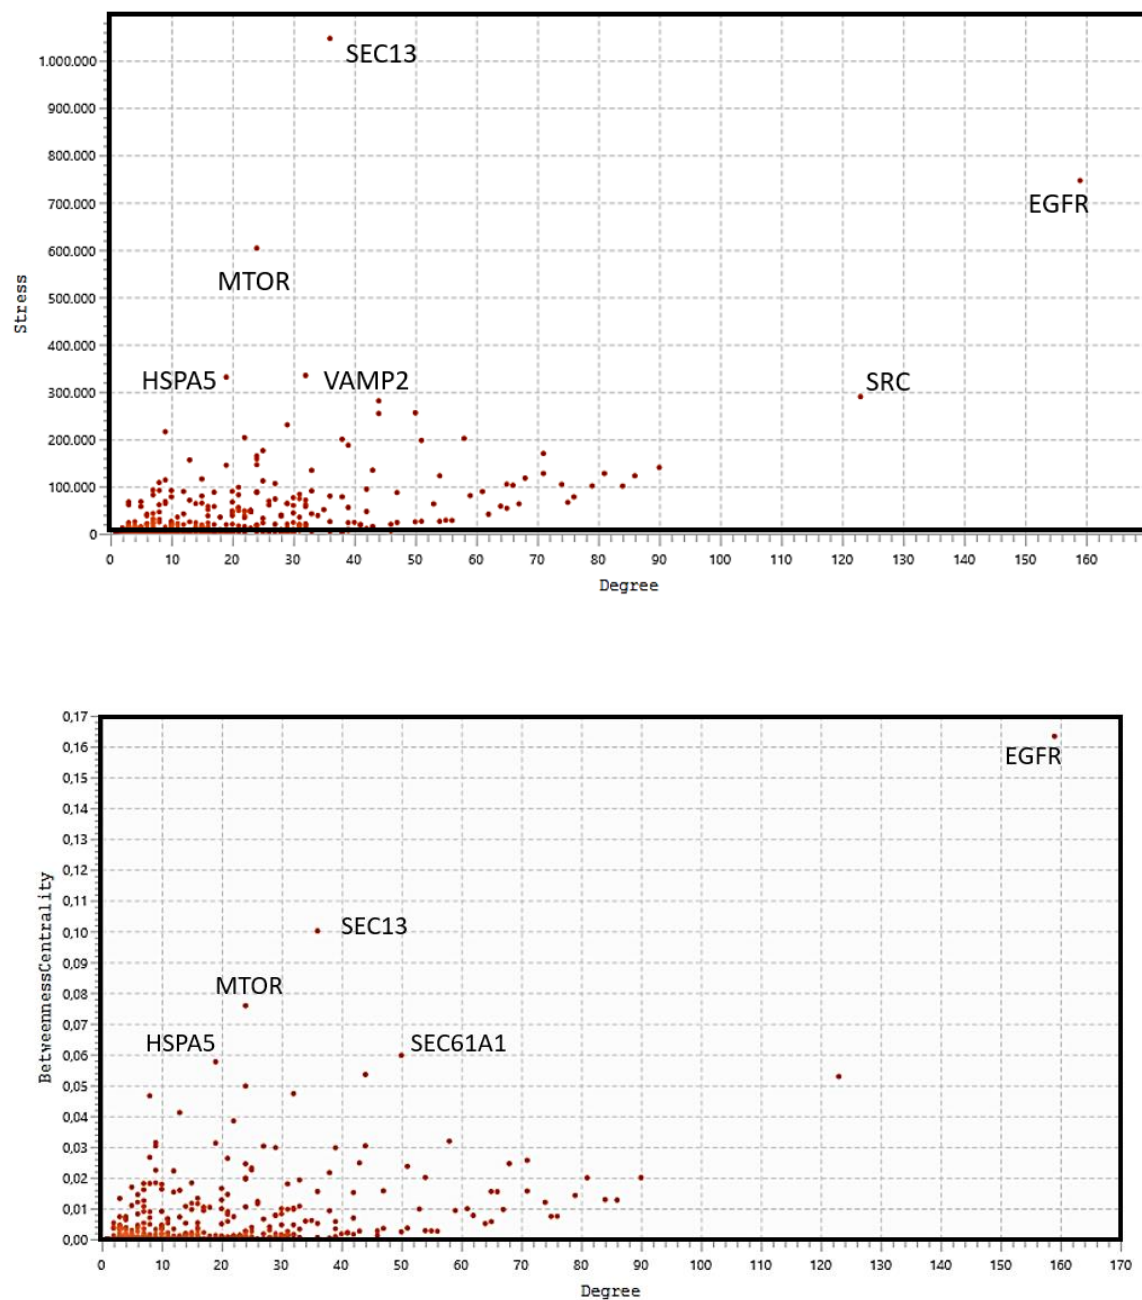 SEC13
1.000.000
900.000
800.000
700.000
EGFR
600.000
MTOR
500.000
Stress
400.000
HSPA5 VAMP2 SRC
300.000
200.000
100.000
0
0 10 20 30 40 50 60 70 80 90 100 110 120 130 140 150 160
Degree
0,17
0,16
EGFR
0,15
0,14
0,13
0,12
0,11
SEC13
0,10
0,09
MTOR
0,08
BetweennessCentrality
0,07
HSPA5 SEC61A1
0,06
0,05
0,04
0,03
0,02
0,01
0,00
0 10 20 30 40 50 60 70 80 90 100 110 120 130 140 150 160 170
Degree